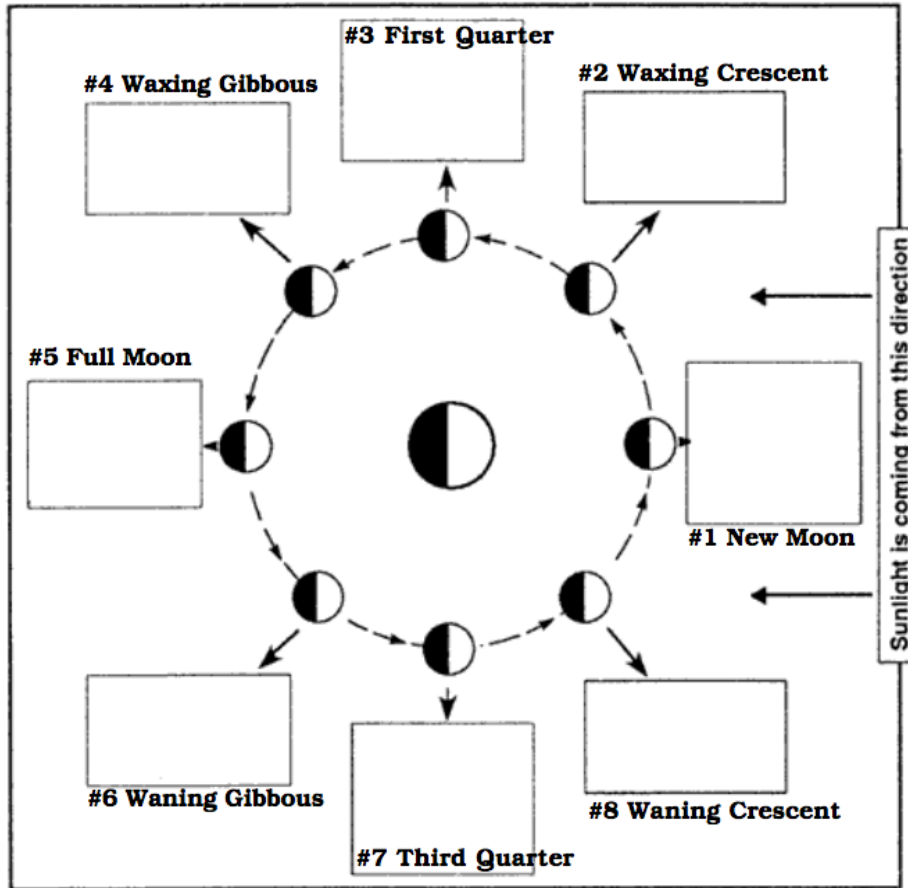 #3 First Quarter
#4 Waxing Gibbous
#2 Waxing Crescent
#5 Full Moon
#1 New Moon
Sunlight is coming from this direction
#6 Waning Gibbous
#8 Waning Crescent
#7 Third Quarter